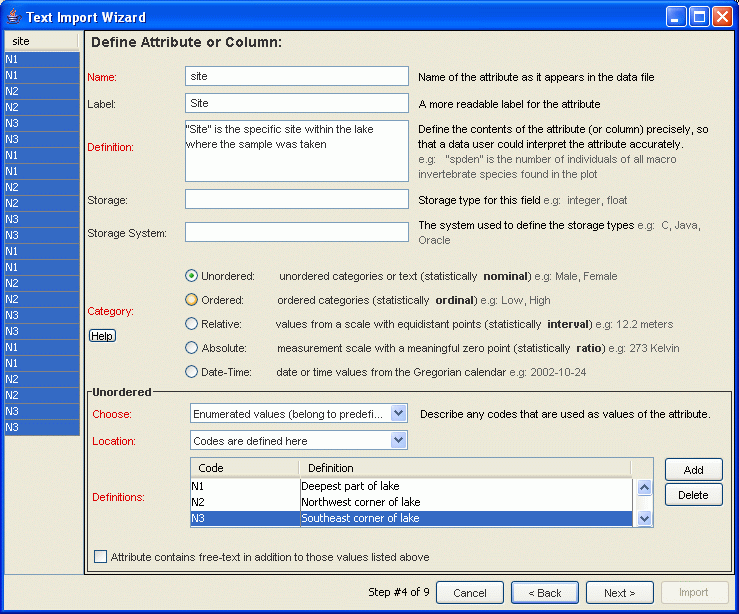 Text Import Wizard
site
N1
N1
N2
N2
N3
N3
N1
N1
N2
N2
N3
N3
N1
N1
N2
N2
N3
N3
N1
N1
N2
N2
N3
N3
Define Attribute or Column:
Name: site Name of the attribute as it appears in the data file
Label: Site A more readable label for the attribute
Definition: "Site" is the specific site within the lake
where the sample was taken
Define the contents of the attribute (or column) precisely, so
that a data user could interpret the attribute accurately.
e.g: "spden" is the number of individuals of all macro
invertebrate species found in the plot
Storage: Storage type for this field e.g: integer, float
Storage System: The system used to define the storage types e.g: C, Java,
Oracle
Category:
Help
Unordered: unordered categories or text (statistically nominal) e.g: Male, Female
Ordered: ordered categories (statistically ordinal) e.g: Low, High
Relative: values from a scale with equidistant points (statistically interval) e.g: 12.2 meters
Absolute: measurement scale with a meaningful zero point (statistically ratio) e.g: 273 Kelvin
Date-Time: date or time values from the Gregorian calendar e.g: 2002-10-24
Unordered
Choose: Enumerated values (belong to predefi... Describe any codes that are used as values of the attribute.
Location: Codes are defined here
Definitions:
Code Definition
N1 Deepest part of lake
N2 Northwest corner of lake
N3 Southeast corner of lake
Add
Delete
Attribute contains free-text in addition to those values listed above
Step #4 of 9 Cancel < Back Next > Import